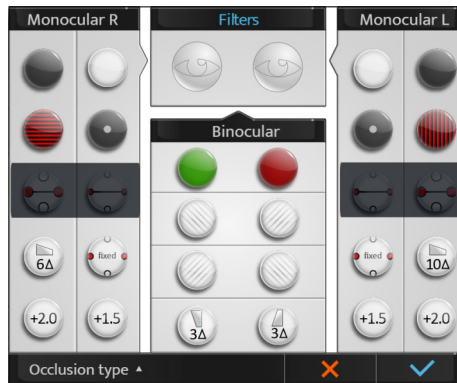 Monocular R
Filters
Monocular L
Binocular
6Δ
fixed
fixed
10Δ
3Δ
3Δ
+2.0
+1.5
+1.5
+2.0
Occlusion type